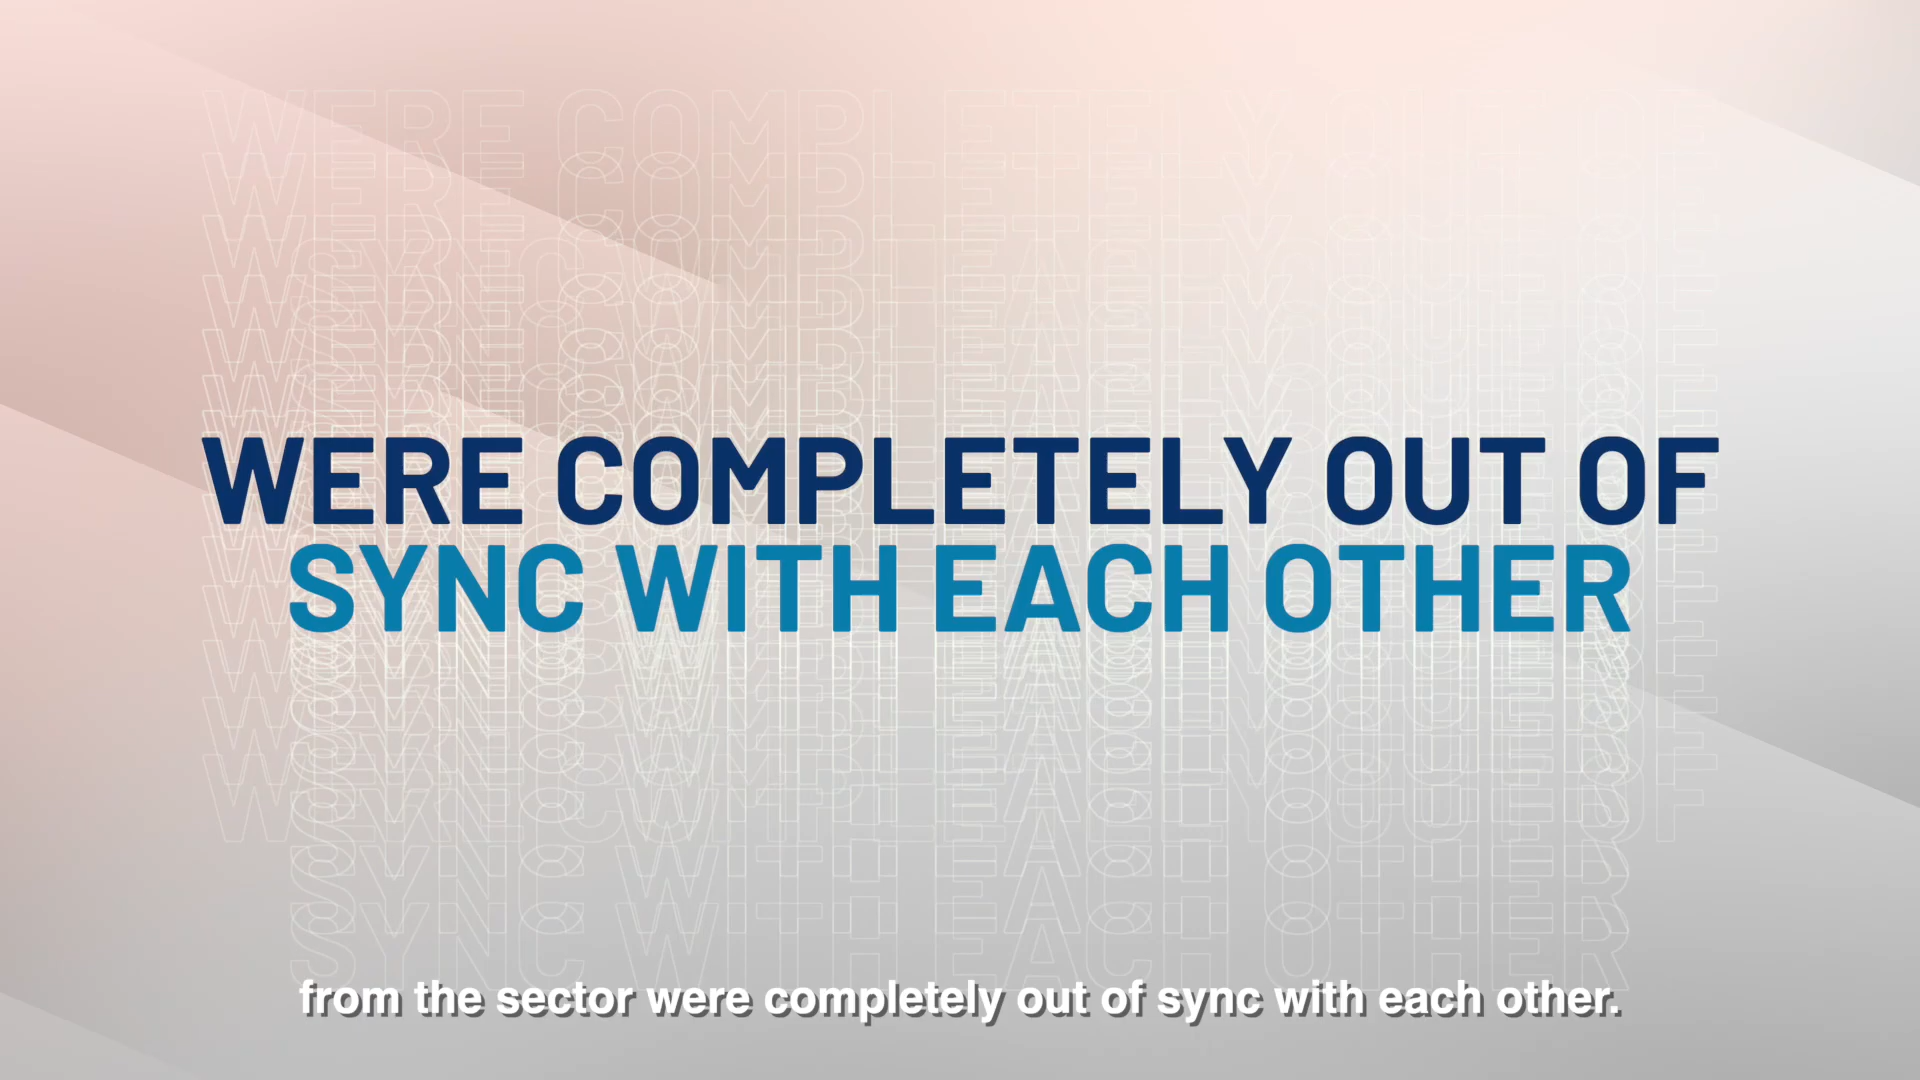 WERE COMPLETELY OUT OF
SYNC WITH EACH OTHER
from the sector were completely out of sync with each other.